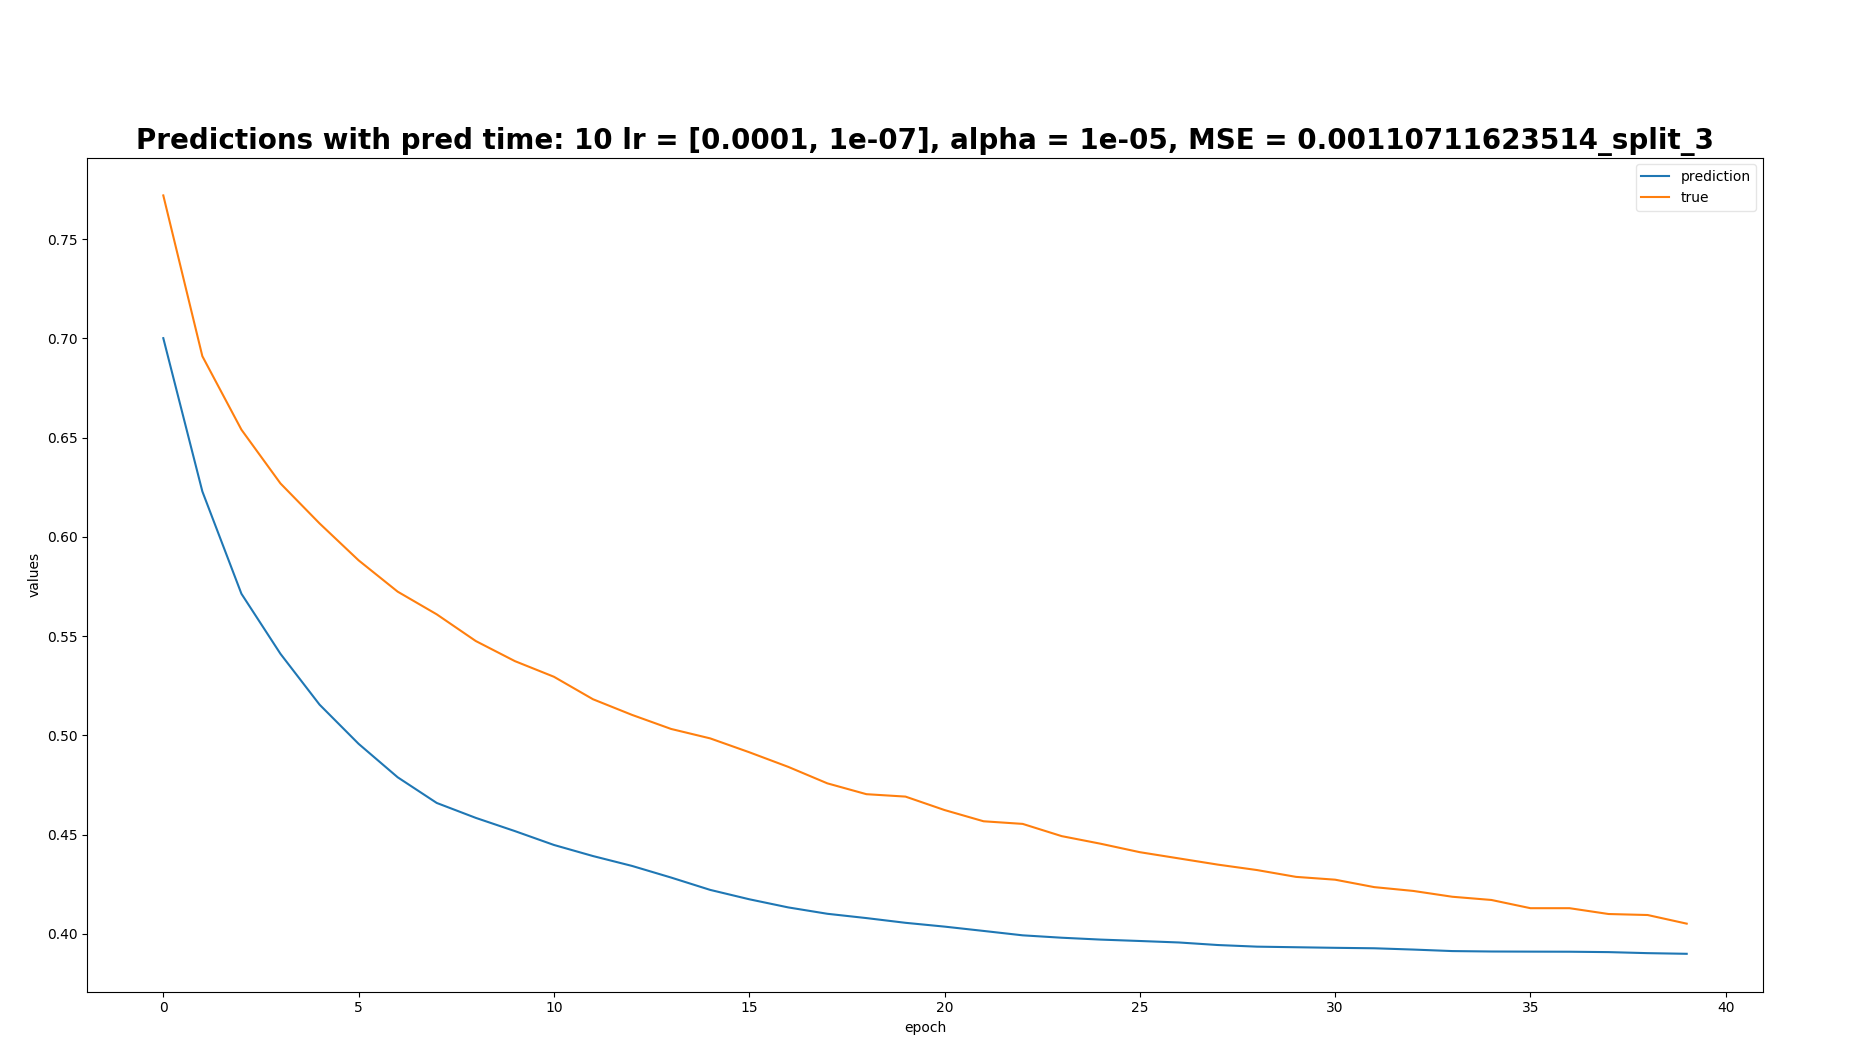 Predictions with pred time: 10 lr = [0.0001, 1e-07], alpha = 1e-05, MSE = 0.00110711623514_split_3
prediction
true
0.75
0.70
0.65
0.60
0.55
0.50
0.45
0.40
values
0 5 10 15 20 25 30 35 40
epoch